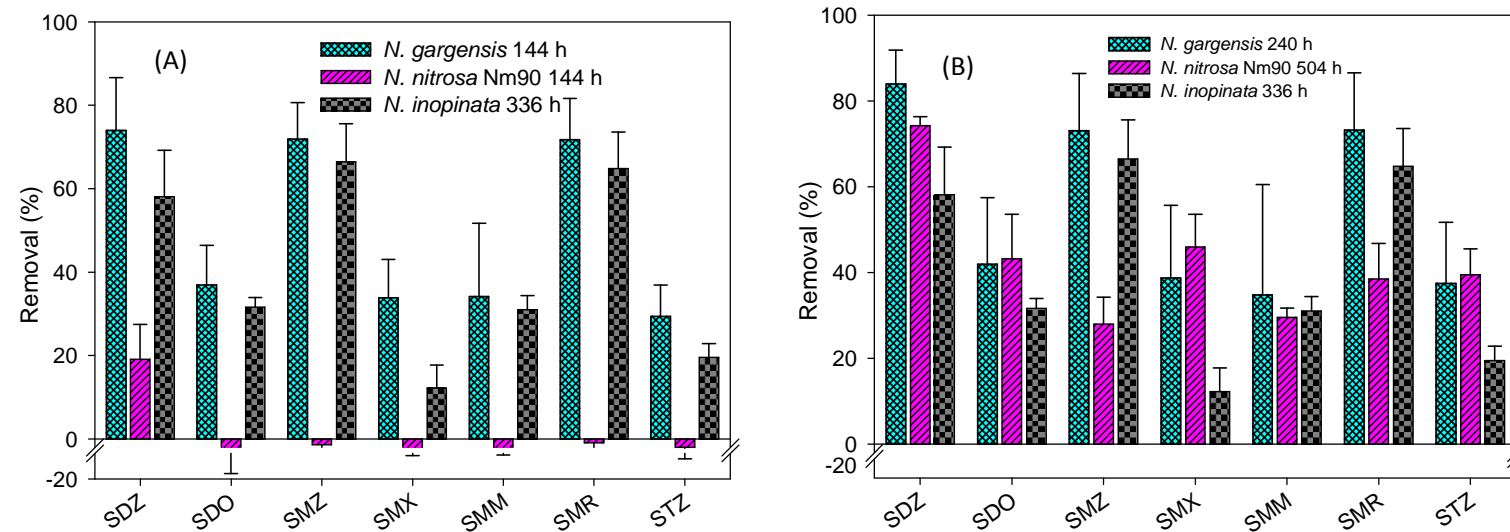 (A)
N. gargensis 144 h
N. nitrosa Nm90 144 h
N. inopinata 336 h
Removal (%)
100
80
60
40
20
0
-20
SDZ SDO SMZ SMX SMM SMR STZ
(B)
N. gargensis 240 h
N. nitrosa Nm90 504 h
N. inopinata 336 h
Removal (%)
100
80
60
40
20
0
-20
SDZ SDO SMZ SMX SMM SMR STZ